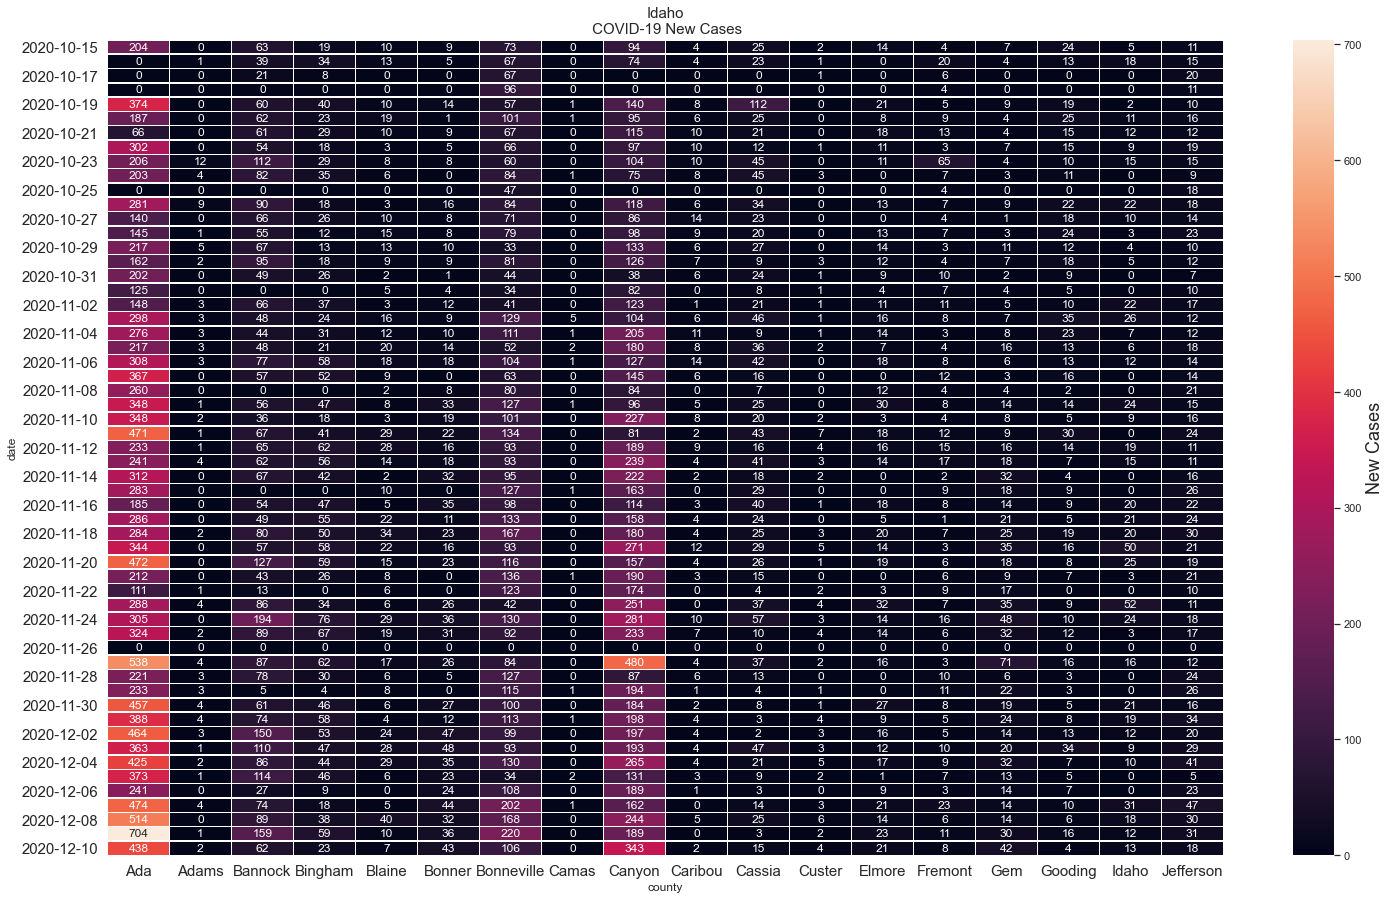 Idaho
COVID-19 New Cases
2020-10-15 204 0 63 19 10 9 73 0 94 4 25 2 14 4 7 24 5 11
0 1 39 34 13 5 67 0 74 4 23 1 0 20 4 13 18 15
2020-10-17 0 0 21 8 0 0 67 0 0 0 0 1 0 6 0 0 0 20
0 0 0 0 0 0 96 0 0 0 0 0 0 4 0 0 0 11
2020-10-19 374 0 60 40 10 14 57 1 140 8 112 0 21 5 9 19 2 10
187 0 62 23 19 1 101 1 95 6 25 0 8 9 4 25 11 16
2020-10-21 66 0 61 29 10 9 67 0 115 10 21 0 18 13 4 15 12 12
302 0 54 18 3 5 66 0 97 10 12 1 11 3 7 15 9 19
2020-10-23 206 12 112 29 8 8 60 0 104 10 45 0 11 65 4 10 15 15
203 4 82 35 6 0 84 1 75 8 45 3 0 7 3 11 0 9
2020-10-25 0 0 0 0 0 0 47 0 0 0 0 0 0 4 0 0 0 18
281 9 90 18 3 16 84 0 118 6 34 0 13 7 9 22 22 18
2020-10-27 140 0 66 26 10 8 71 0 86 14 23 0 0 4 1 18 10 14
145 1 55 12 15 8 79 0 98 9 20 0 13 7 3 24 3 23
2020-10-29 217 5 67 13 13 10 33 0 133 6 27 0 14 3 11 12 4 10
162 2 95 18 9 9 81 0 126 7 9 3 12 4 7 18 5 12
2020-10-31 202 0 49 26 2 1 44 0 38 6 24 1 9 10 2 9 0 7
125 0 0 0 5 4 34 0 82 0 8 1 4 7 4 5 0 10
2020-11-02 148 3 66 37 3 12 41 0 123 1 21 1 11 11 5 10 22 17
298 3 48 24 16 9 129 5 104 6 46 1 16 8 7 35 26 12
2020-11-04 276 3 44 31 12 10 111 1 205 11 9 1 14 3 8 23 7 12
217 3 48 21 20 14 52 2 180 8 36 2 7 4 16 13 6 18
2020-11-06 308 3 77 58 18 18 104 1 127 14 42 0 18 8 6 13 12 14
367 0 57 52 9 0 63 0 145 6 16 0 0 12 3 16 0 14
2020-11-08 260 0 0 0 2 8 80 0 84 0 7 0 12 4 4 2 0 21
348 1 56 47 8 33 127 1 96 5 25 0 30 8 14 14 24 15
2020-11-10 348 2 36 18 3 19 101 0 227 8 20 2 3 4 8 5 9 16
471 1 67 41 29 22 134 0 81 2 43 7 18 12 9 30 0 24
2020-11-12 233 1 65 62 28 16 93 0 189 9 16 4 16 15 16 14 19 11
241 4 62 56 14 18 93 0 239 4 41 3 14 17 18 7 15 11
2020-11-14 312 0 67 42 2 32 95 0 222 2 18 2 0 2 32 4 0 16
283 0 0 0 10 0 127 1 163 0 29 0 0 9 18 9 0 26
2020-11-16 185 0 54 47 5 35 98 0 114 3 40 1 18 8 14 9 20 22
286 0 49 55 22 11 133 0 158 4 24 0 5 1 21 5 21 24
2020-11-18 284 2 80 50 34 23 167 0 180 4 25 3 20 7 25 19 20 30
344 0 57 58 22 16 93 0 271 12 29 5 14 3 35 16 50 21
2020-11-20 472 0 127 59 15 23 116 0 157 4 26 1 19 6 18 8 25 19
212 0 43 26 8 0 136 1 190 3 15 0 0 6 9 7 3 21
2020-11-22 111 1 13 0 6 0 123 0 174 0 4 2 3 9 17 0 0 10
288 4 86 34 6 26 42 0 251 0 37 4 32 7 35 9 52 11
2020-11-24 305 0 194 76 29 36 130 0 281 10 57 3 14 16 48 10 24 18
324 2 89 67 19 31 92 0 233 7 10 4 14 6 32 12 3 17
2020-11-26 0 0 0 0 0 0 0 0 0 0 0 0 0 0 0 0 0 0
538 4 87 62 17 26 84 0 480 4 37 2 16 3 71 16 16 12
2020-11-28 221 3 78 30 6 5 127 0 87 6 13 0 0 10 6 3 0 24
233 3 5 4 8 0 115 1 194 1 4 1 0 11 22 3 0 26
2020-11-30 457 4 61 46 6 27 100 0 184 2 8 1 27 8 19 5 21 16
388 4 74 58 4 12 113 1 198 4 3 4 9 5 24 8 19 34
2020-12-02 464 3 150 53 24 47 99 0 197 4 2 3 16 5 14 13 12 20
363 1 110 47 28 48 93 0 193 4 47 3 12 10 20 34 9 29
2020-12-04 425 2 86 44 29 35 130 0 265 4 21 5 17 9 32 7 10 41
373 1 114 46 6 23 34 2 131 3 9 2 1 7 13 5 0 5
2020-12-06 241 0 27 9 0 24 108 0 189 1 3 0 9 3 14 7 0 23
474 4 74 18 5 44 202 1 162 0 14 3 21 23 14 10 31 47
2020-12-08 514 0 89 38 40 32 168 0 244 5 25 6 14 6 14 6 18 30
704 1 159 59 10 36 220 0 189 0 3 2 23 11 30 16 12 31
2020-12-10 438 2 62 23 7 43 106 0 343 2 15 4 21 8 42 4 13 18
Ada Adams Bannock Bingham Blaine Bonner Bonneville Camas Canyon Caribou Cassia Custer Elmore Fremont Gem Gooding Idaho Jefferson
county
date
700
600
500
400
300
200
100
0
New Cases